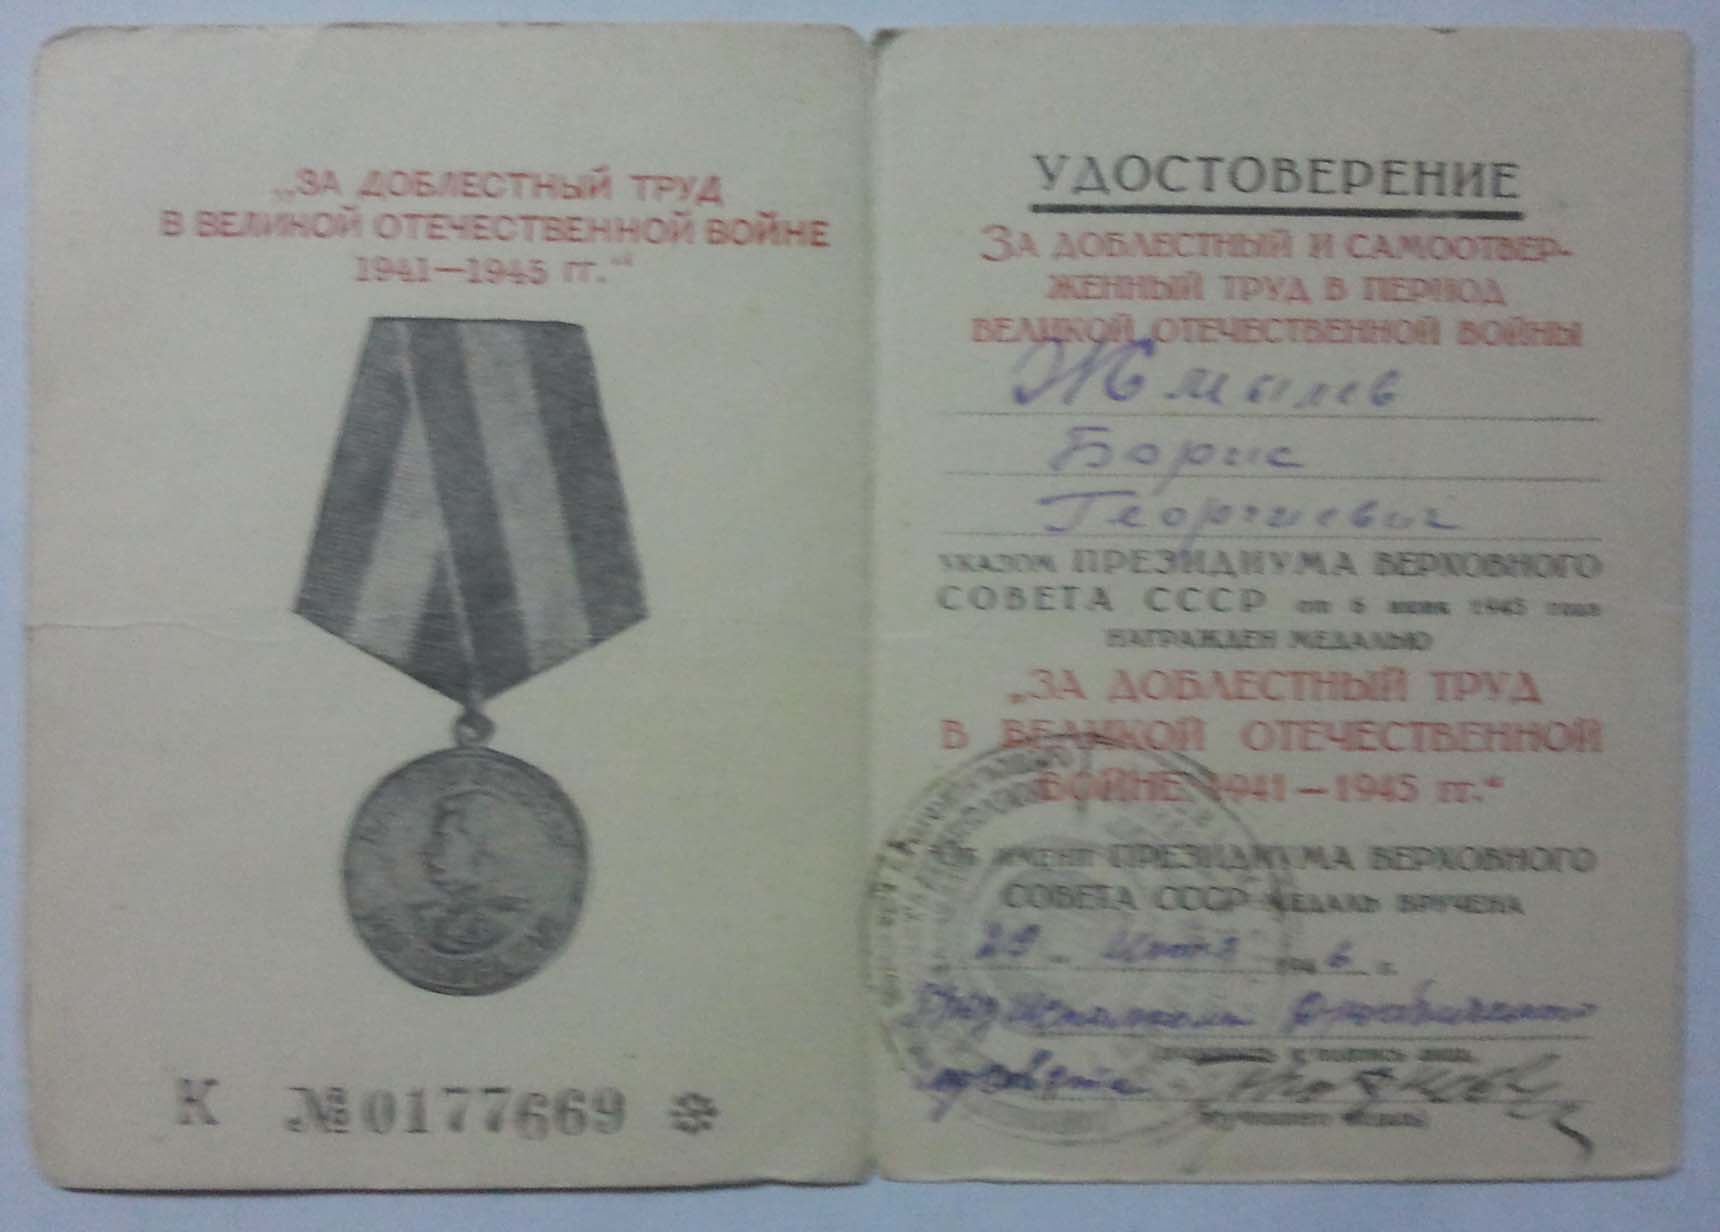 „ЗА ДОБЛЕСТНЫЙ ТРУД
В ВЕЛИКОЙ ОТЕЧЕСТВЕННОЙ ВОЙНЕ
1941—1945 гг.“
К №0177669
УДОСТОВЕРЕНИЕ
ЗА ДОБЛЕСТНЫЙ И САМООТВЕР-
ЖЕННЫЙ ТРУД В ПЕРИОД
ВЕЛИКОЙ ОТЕЧЕСТВЕННОЙ ВОЙНЫ
Жмылев
Борис
Георгиевич
УКАЗОМ ПРЕЗИДИУМА ВЕРХОВНОГО
СОВЕТА СССР от 6 июня 1945 года
НАГРАЖДЕН МЕДАЛЬЮ
„ЗА ДОБЛЕСТНЫЙ ТРУД
В ВЕЛИКОЙ ОТЕЧЕСТВЕННОЙ
ВОЙНЕ 1941—1945 гг.“
ОТ ИМЕНИ ПРЕЗИДИУМА ВЕРХОВНОГО
СОВЕТА СССР МЕДАЛЬ ВРУЧЕНА
29 1946 г.
вручившего медаль